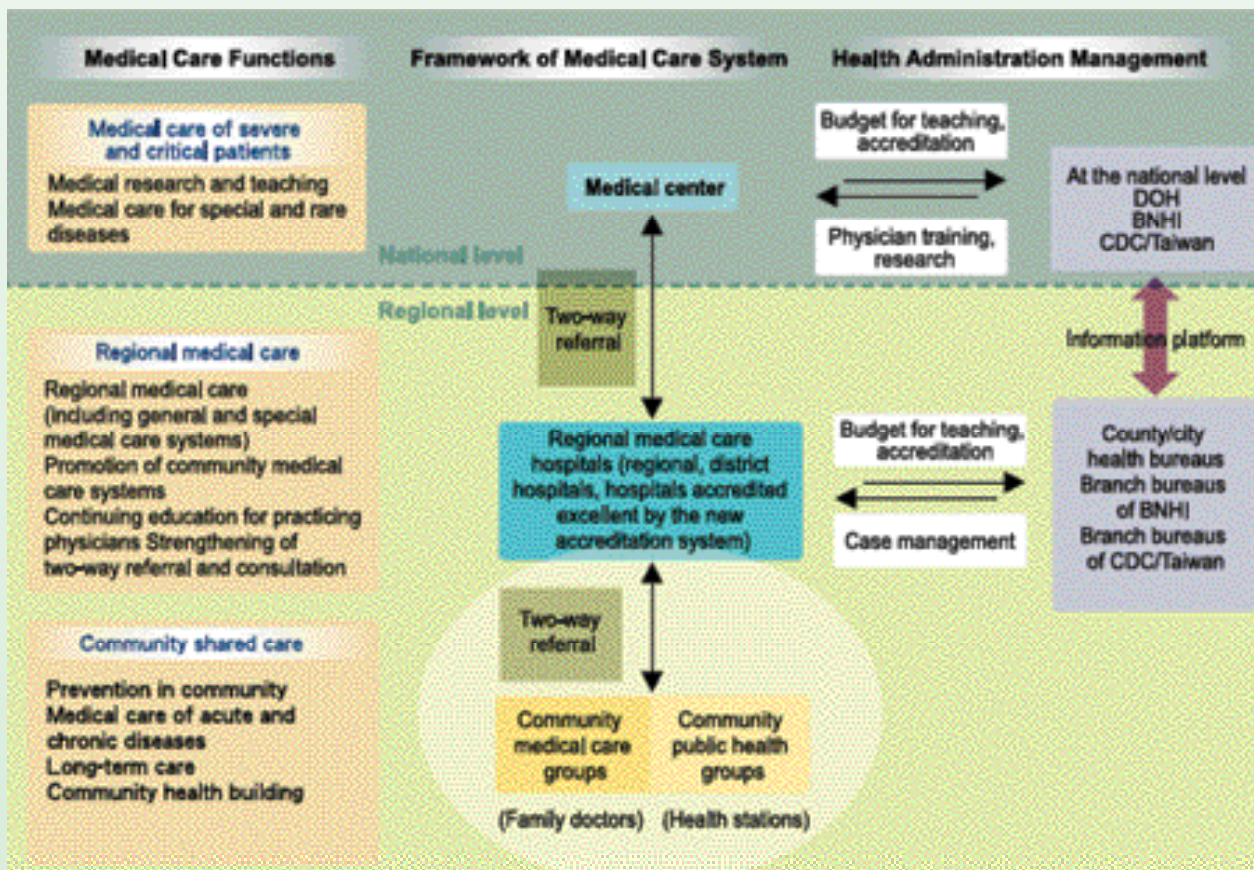 Medical Care Functions
Framework of Medical Care System
Health Administration Management
Medical care of severe
and critical patients
Medical research and teaching
Medical care for special and rare
diseases
Medical center
Budget for teaching,
accreditation
Physician training,
research
At the national level
DOH
BNHI
CDC/Taiwan
National level
Regional level
Two-way
referral
Information platform
Regional medical care
Regional medical care
(Including general and special
medical care systems)
Promotion of community medical
care systems
Continuing education for practicing
physicians Strengthening of
two-way referral and consultation
Regional medical care
hospitals (regional, district
hospitals, hospitals accredited
excellent by the new
accreditation system)
Budget for teaching,
accreditation
Case management
County/city
health bureaus
Branch bureaus
of BNHI
Branch bureaus
of CDC/Taiwan
Community shared care
Prevention in community
Medical care of acute and
chronic diseases
Long-term care
Community health building
Two-way
referral
Community
medical care
groups
Community
public health
groups
(Family doctors)
(Health stations)